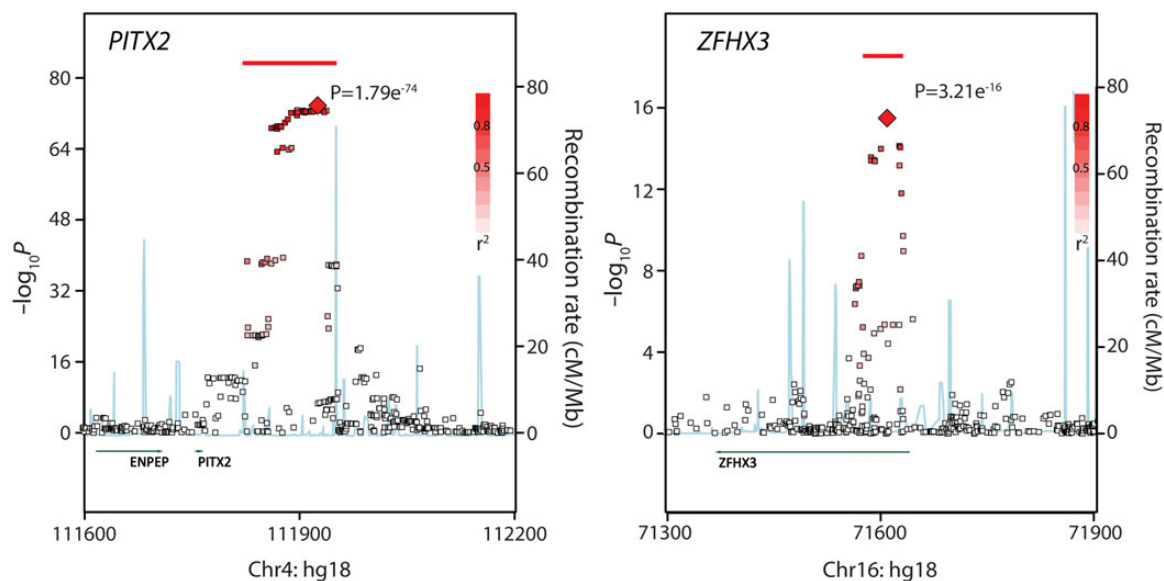 PITX2
P=1.79e-74
80
64
48
32
16
0
–log10P
80
60
40
20
0
Recombination rate (cM/Mb)
0.8
0.5
r2
ENPEP
PITX2
111600
111900
112200
Chr4: hg18
ZFHX3
P=3.21e-16
16
12
8
4
0
–log10P
80
60
40
20
0
Recombination rate (cM/Mb)
0.8
0.5
r2
ZFHX3
71300
71600
71900
Chr16: hg18